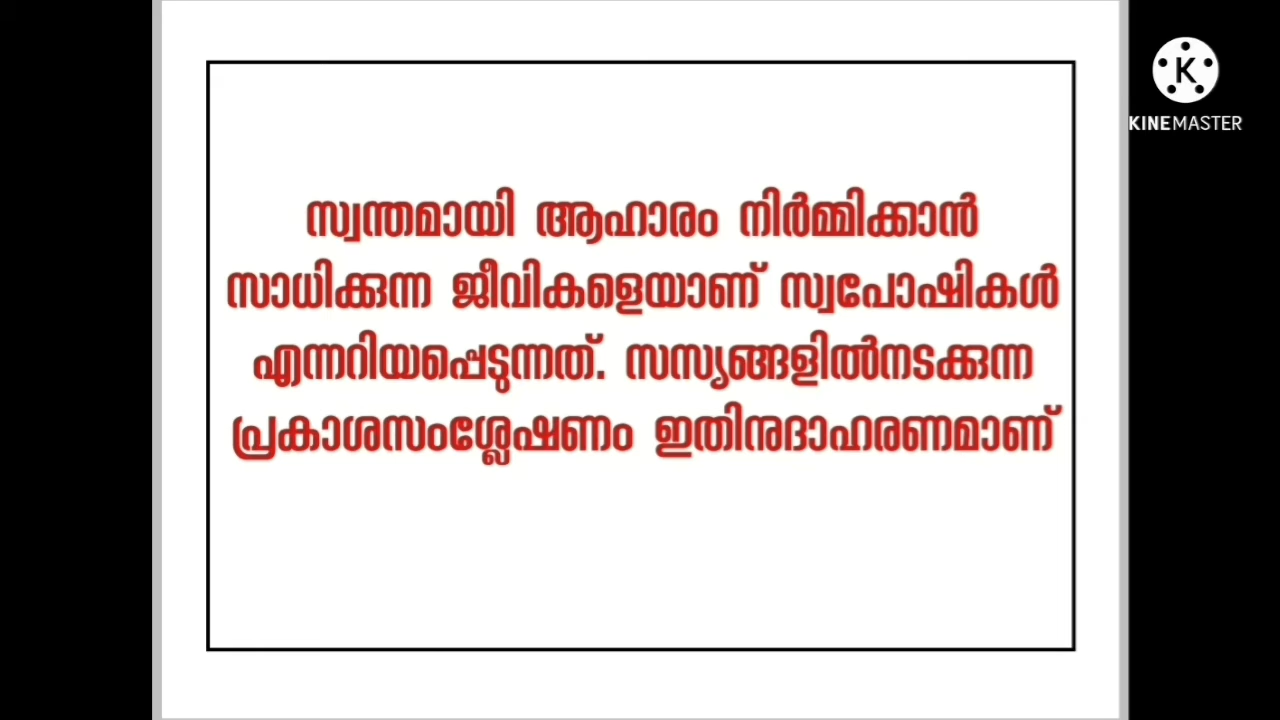 സ്വന്തമായി ആഹാരം നിർമ്മിക്കാൻ
സാധിക്കുന്ന ജീവികളെയാണ് സ്വപോഷികൾ
എന്നറിയപ്പെടുന്നത്. സസ്യങ്ങളിൽനടക്കുന്ന
പ്രകാശസംശ്ലേഷണം ഇതിനുദാഹരണമാണ്
K
KINEMASTER